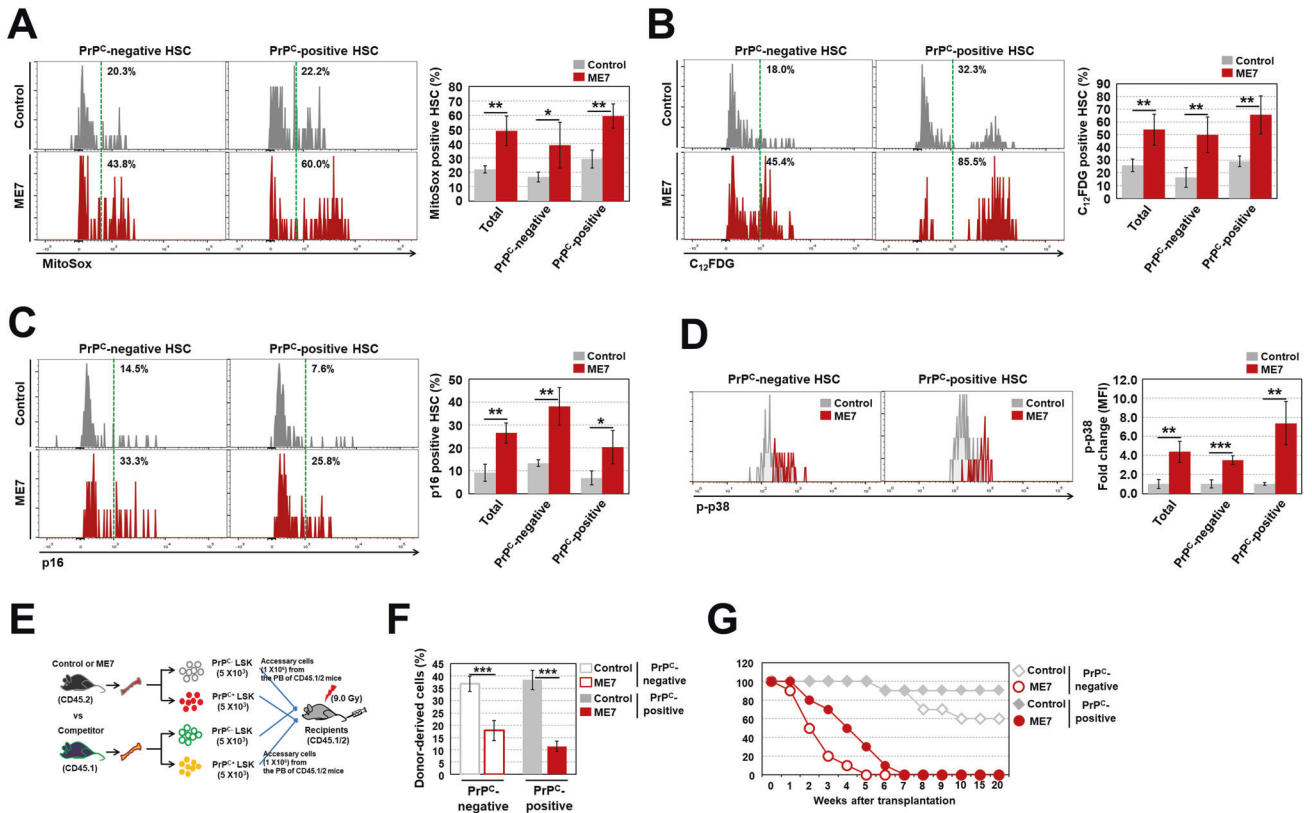 A
PrPC-negative HSC
PrPC-positive HSC
Control
20.3%
22.2%
ME7
43.8%
60.0%
MitoSox
Control
ME7
MitoSox positive HSC (%)
80
70
60
50
40
30
20
10
0
**
*
**
Total
PrPC-negative
PrPC-positive
B
PrPC-negative HSC
PrPC-positive HSC
Control
18.0%
32.3%
ME7
45.4%
85.5%
C12FDG
Control
ME7
C12FDG positive HSC (%)
90
80
70
60
50
40
30
20
10
0
**
**
**
Total
PrPC-negative
PrPC-positive
C
PrPC-negative HSC
PrPC-positive HSC
Control
14.5%
7.6%
ME7
33.3%
25.8%
p16
Control
ME7
p16 positive HSC (%)
50
40
30
20
10
0
**
**
*
Total
PrPC-negative
PrPC-positive
D
PrPC-negative HSC
PrPC-positive HSC
Control
ME7
Control
ME7
p-p38
Control
ME7
p-p38
Fold change (MFI)
12.0
10.0
8.0
6.0
4.0
2.0
0.0
**
***
**
Total
PrPC-negative
PrPC-positive
E
Control or ME7
(CD45.2)
vs
Competitor
(CD45.1)
PrPC- LSK
(5 X103)
PrPC+ LSK
(5 X103)
PrPC- LSK
(5 X103)
PrPC+ LSK
(5 X103)
Accessary cells
from
the PB of CD45.1/2 mice
(9.0 Gy)
Recipients
(CD45.1/2)
Accessary cells
from
the PB of CD45.1/2 mice
F
Donor-derived cells (%)
45
40
35
30
25
20
15
10
5
0
***
***
PrPC-
negative
PrPC-
positive
Control
ME7
PrPC-
negative
Control
ME7
PrPC-
positive
G
120
100
80
60
40
20
0
0 1 2 3 4 5 6 7 8 9 10 15 20
Weeks after transplantation
Control
ME7
PrPC-
negative
Control
ME7
PrPC-
positive